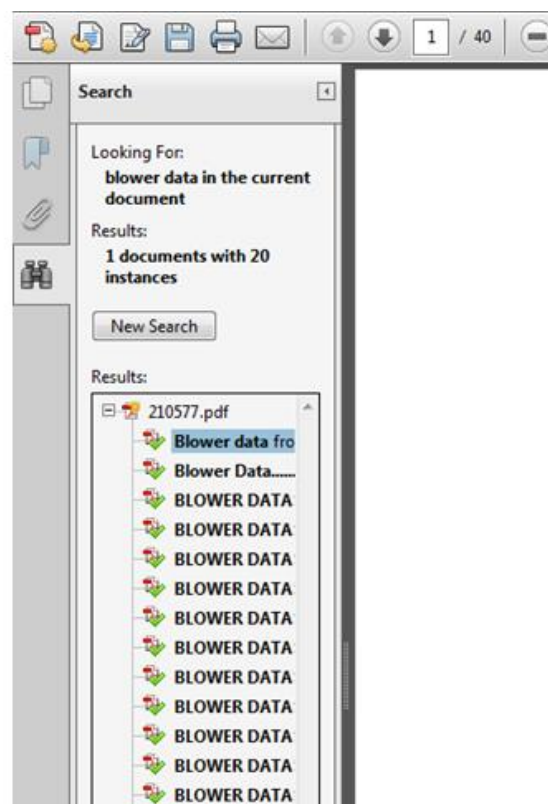 1 / 40
Search
Looking For:
blower data in the current
document
Results:
1 documents with 20
instances
New Search
Results:
210577.pdf
Blower data fro
Blower Data......
BLOWER DATA
BLOWER DATA
BLOWER DATA
BLOWER DATA
BLOWER DATA
BLOWER DATA
BLOWER DATA
BLOWER DATA
BLOWER DATA
BLOWER DATA
BLOWER DATA